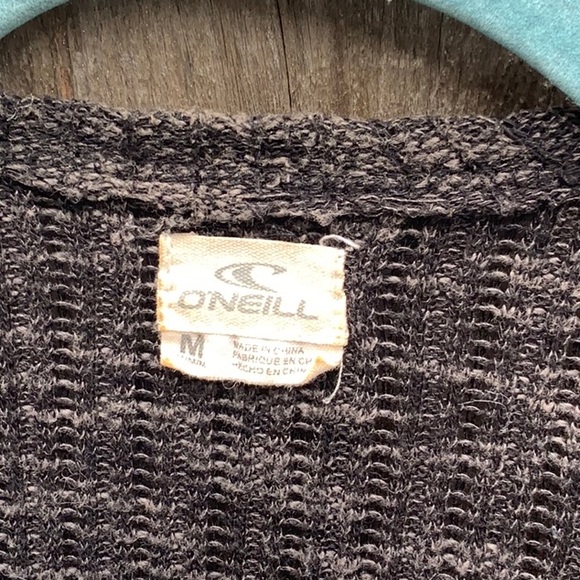 ONEILL
M
MADE IN CHINA
FABRIQUE EN CH
HECHO EN CHIN